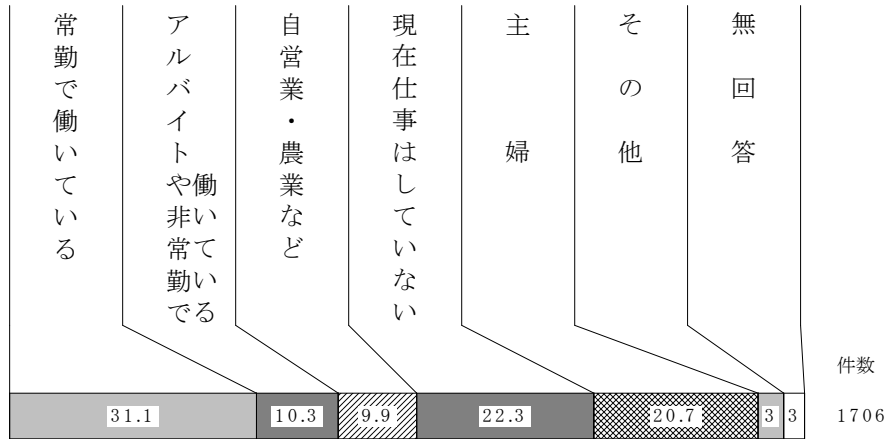 常勤で働いている
アルバイトや非常勤で
働いている
自営業・農業など
現在仕事はしていない
主婦
その他
無回答
件数
31.1
10.3
9.9
22.3
20.7
3
3
1706